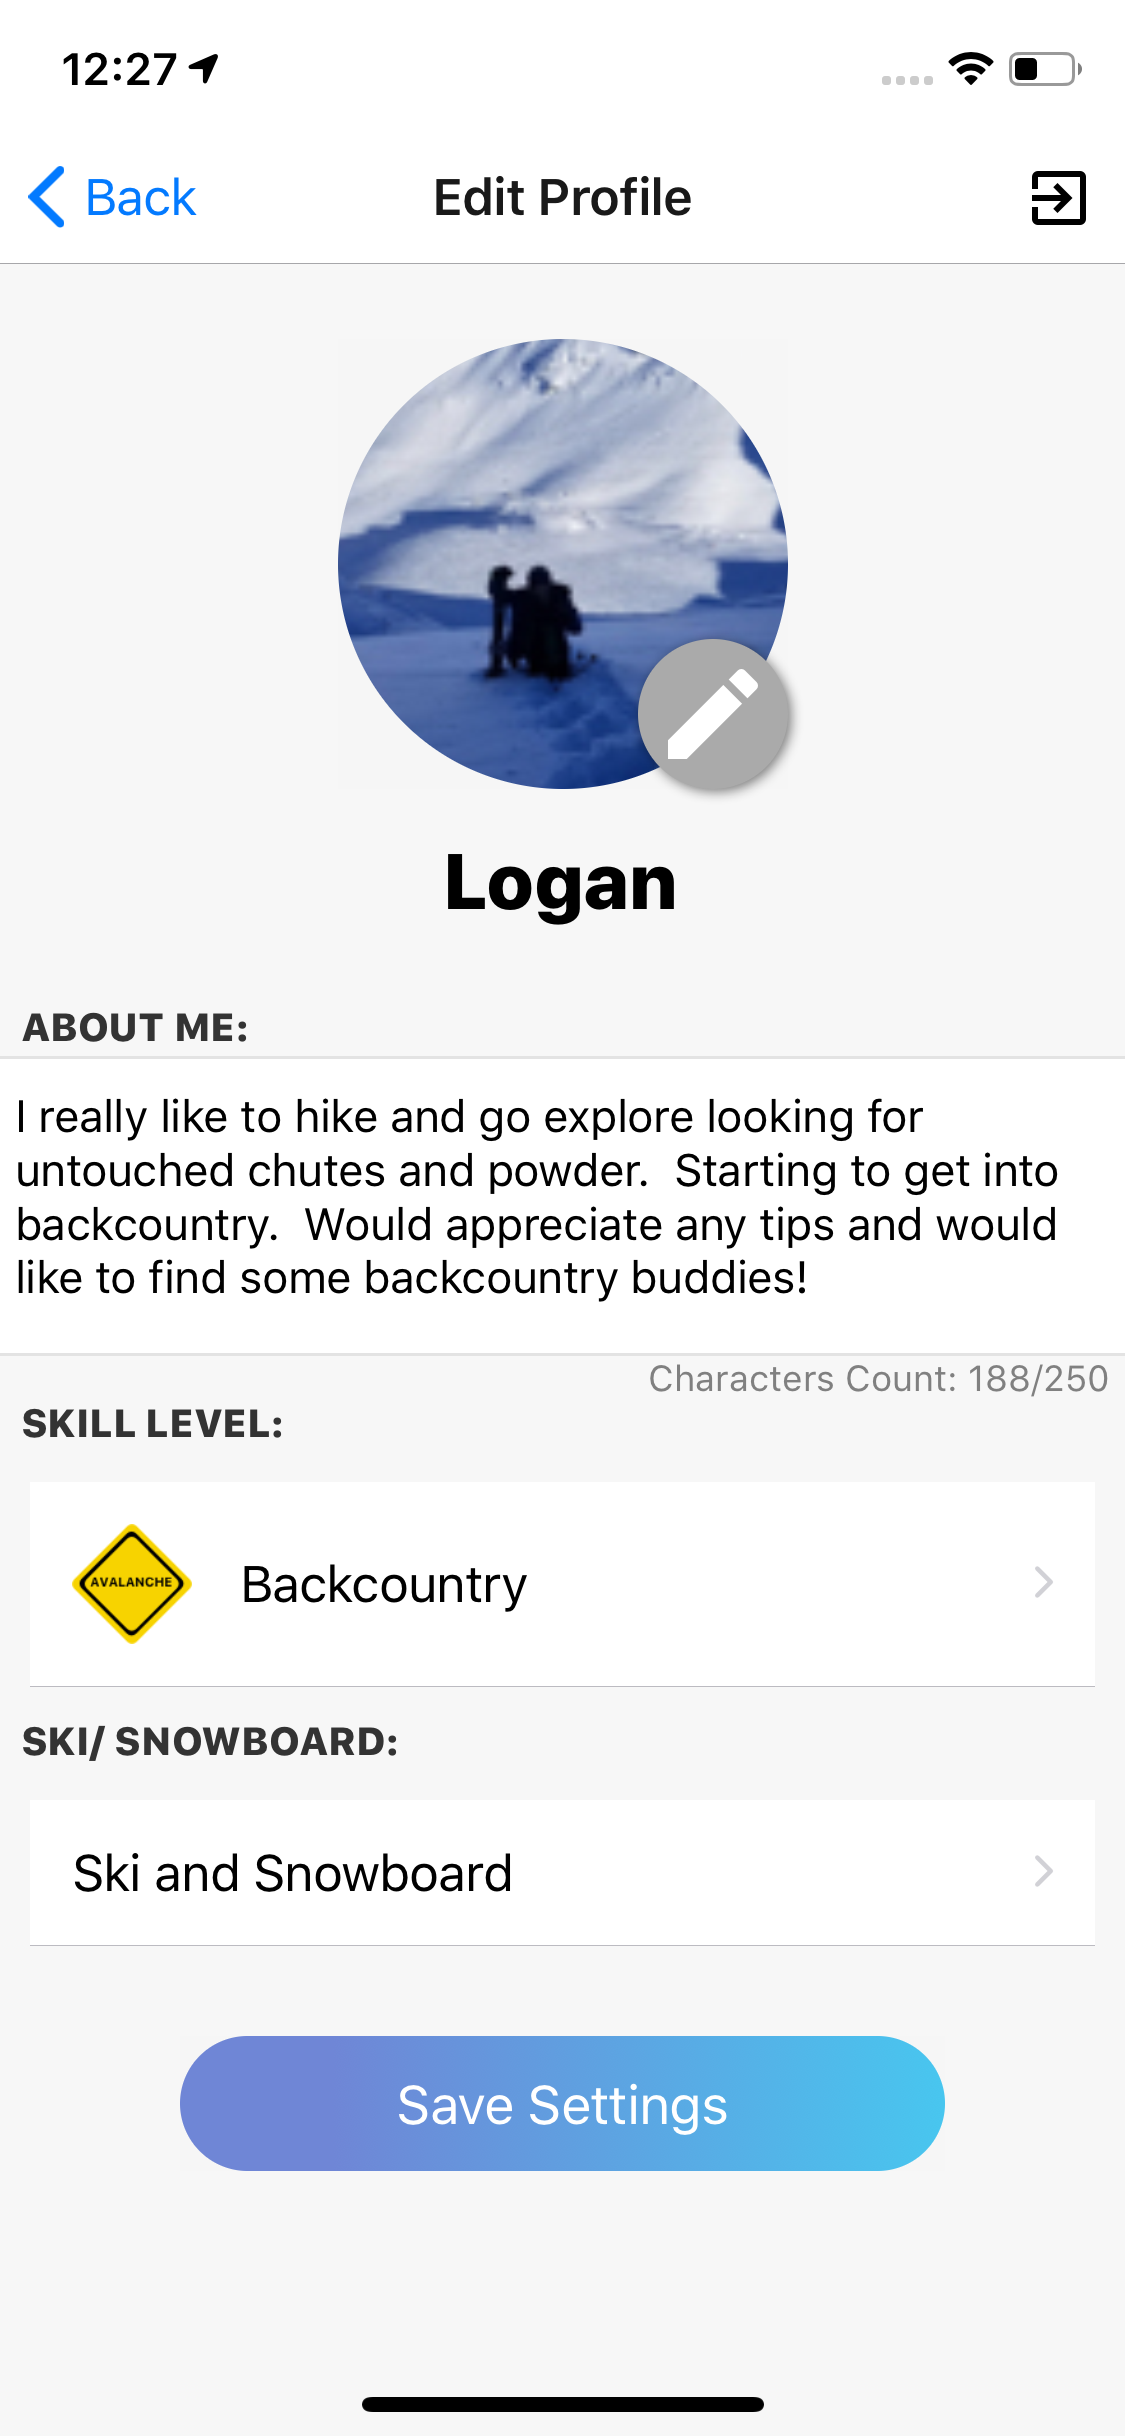 12:27
Back
Edit Profile
Logan
ABOUT ME:
I really like to hike and go explore looking for
untouched chutes and powder.  Starting to get into
backcountry.  Would appreciate any tips and would
like to find some backcountry buddies!
Characters Count: 188/250
SKILL LEVEL:
AVALANCHE
Backcountry
SKI/ SNOWBOARD:
Ski and Snowboard
Save Settings